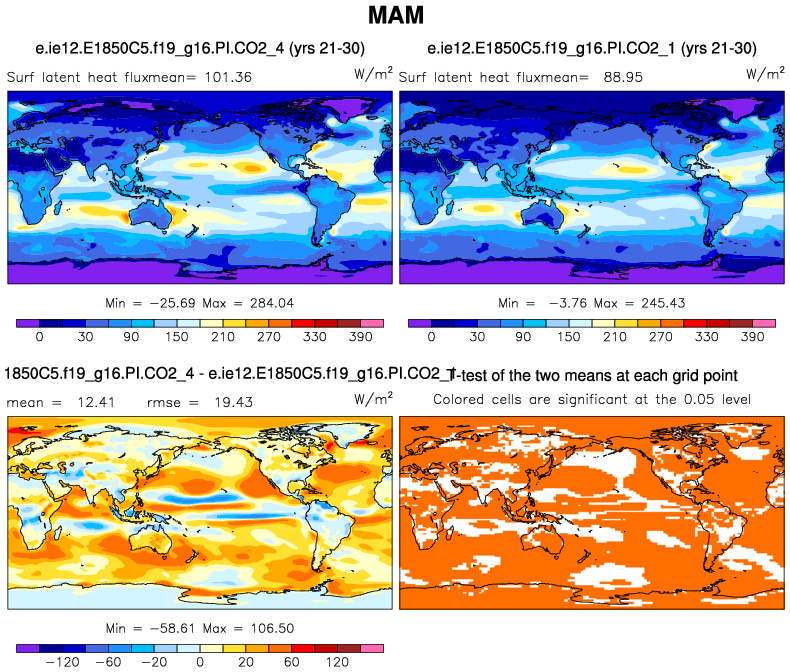 MAM
e.ie12.E1850C5.f19_g16.PI.CO2_4 (yrs 21-30)
e.ie12.E1850C5.f19_g16.PI.CO2_1 (yrs 21-30)
Surf latent heat fluxmean= 101.36 W/m²
Surf latent heat fluxmean= 88.95 W/m²
Min = −25.69 Max = 284.04
Min = −3.76 Max = 245.43
0 30 90 150 210 270 330 390
0 30 90 150 210 270 330 390
1850C5.f19_g16.PI.CO2_4 - e.ie12.E1850C5.f19_g16.PI.CO2_1
T-test of the two means at each grid point
mean = 12.41 rmse = 19.43 W/m²
Colored cells are significant at the 0.05 level
Min = −58.61 Max = 106.50
−120 −60 −20 0 20 60 120